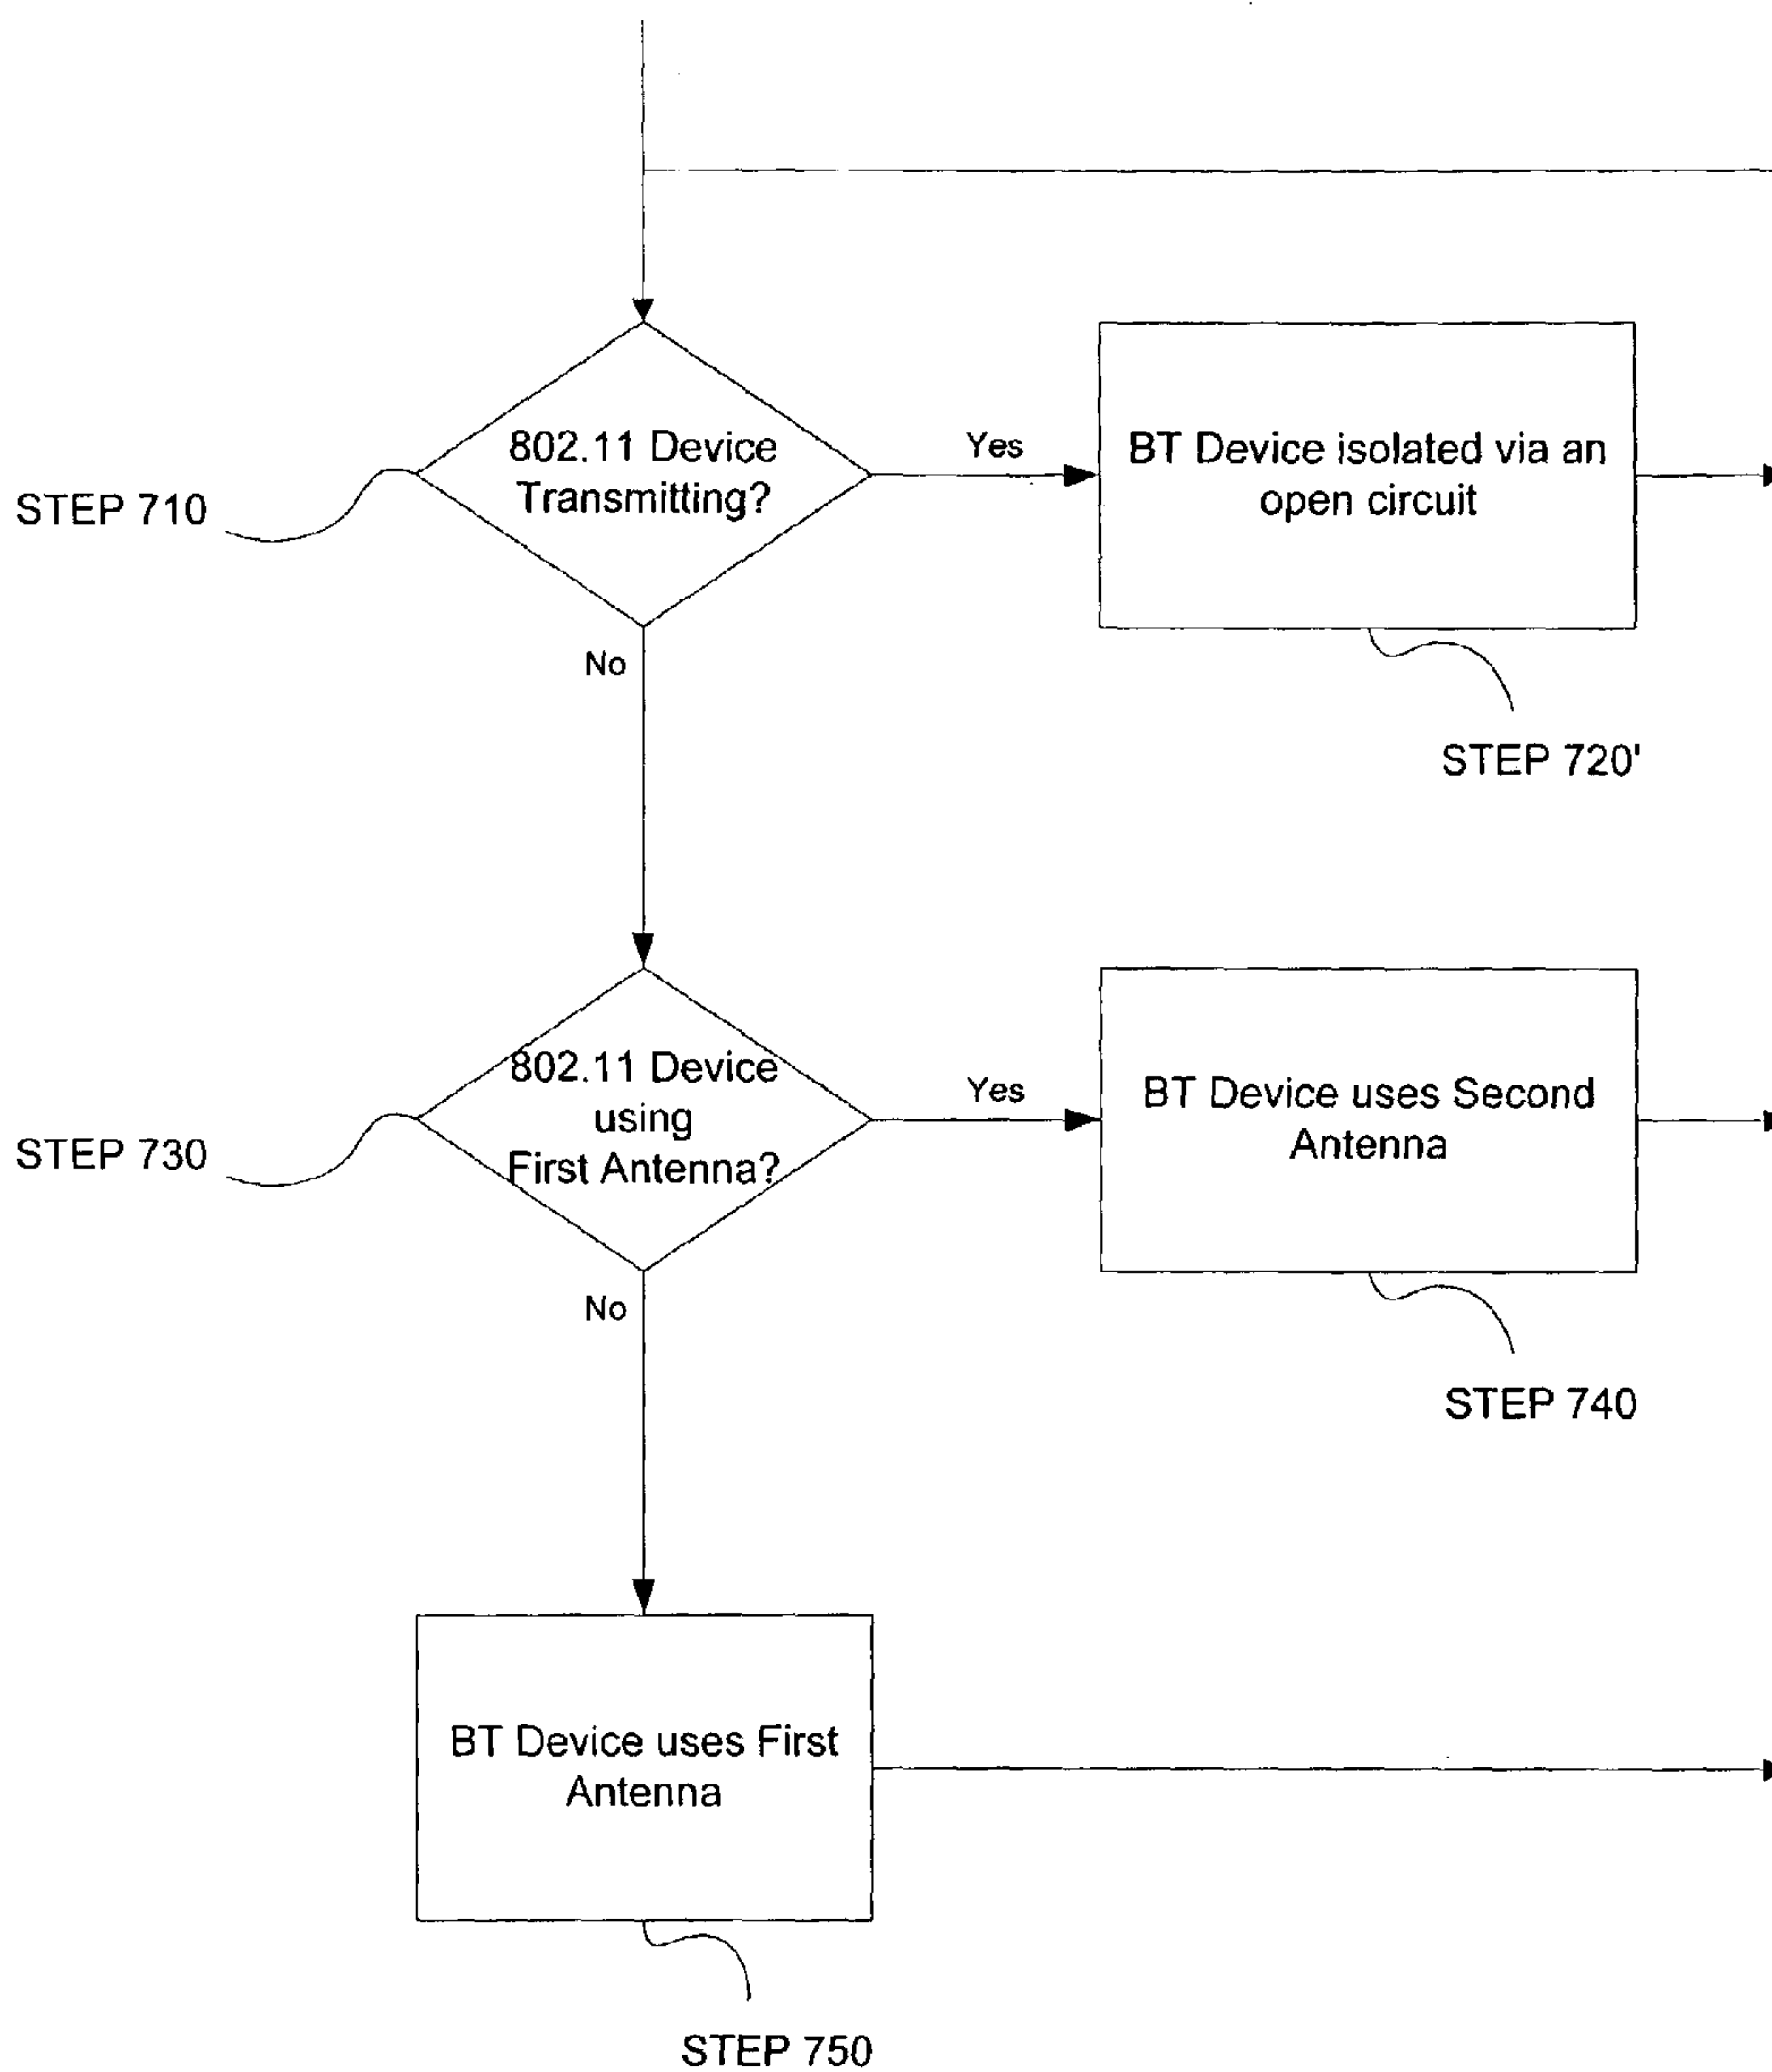 802.11 Device
Transmitting?
Yes
BT Device isolated via an
open circuit
STEP 710
No
STEP 720'
802.11 Device
using
First Antenna?
Yes
BT Device uses Second
Antenna
STEP 730
No
STEP 740
BT Device uses First
Antenna
STEP 750